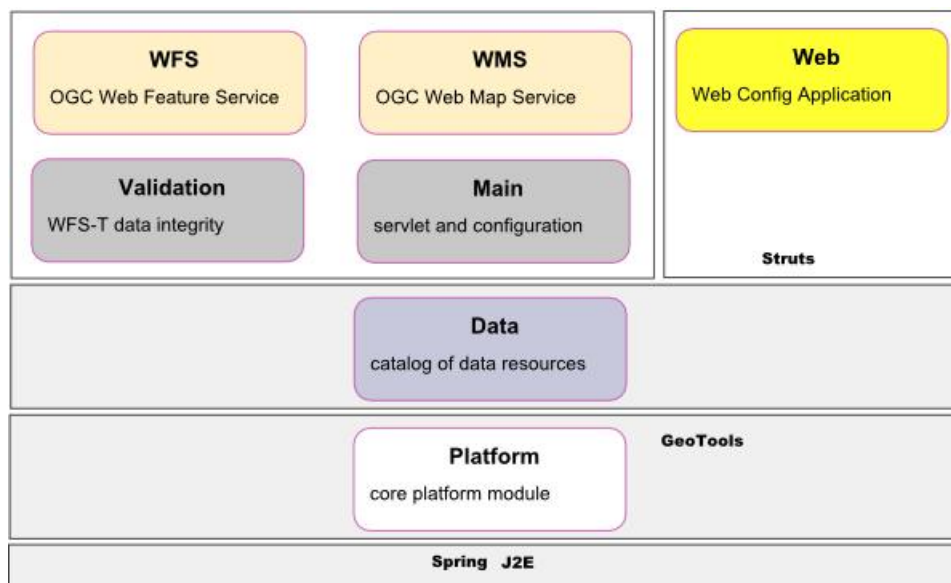 WFS
OGC Web Feature Service
WMS
OGC Web Map Service
Web
Web Config Application
Validation
WFS-T data integrity
Main
servlet and configuration
Struts
Data
catalog of data resources
GeoTools
Platform
core platform module
Spring J2E